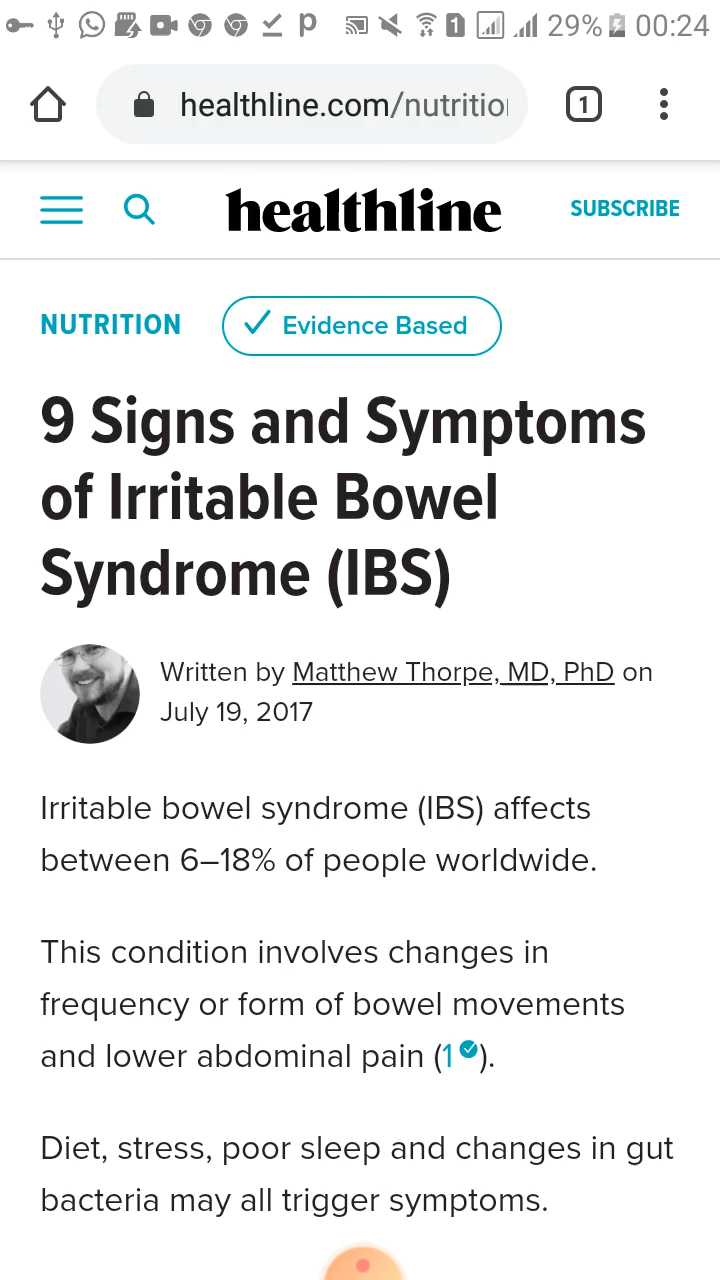 29% 00:24
healthline.com/nutritio
1
healthline
SUBSCRIBE
NUTRITION
Evidence Based
9 Signs and Symptoms
of Irritable Bowel
Syndrome (IBS)
Written by Matthew Thorpe, MD, PhD on
July 19, 2017
Irritable bowel syndrome (IBS) affects
between 6–18% of people worldwide.
This condition involves changes in
frequency or form of bowel movements
and lower abdominal pain (1).
Diet, stress, poor sleep and changes in gut
bacteria may all trigger symptoms.